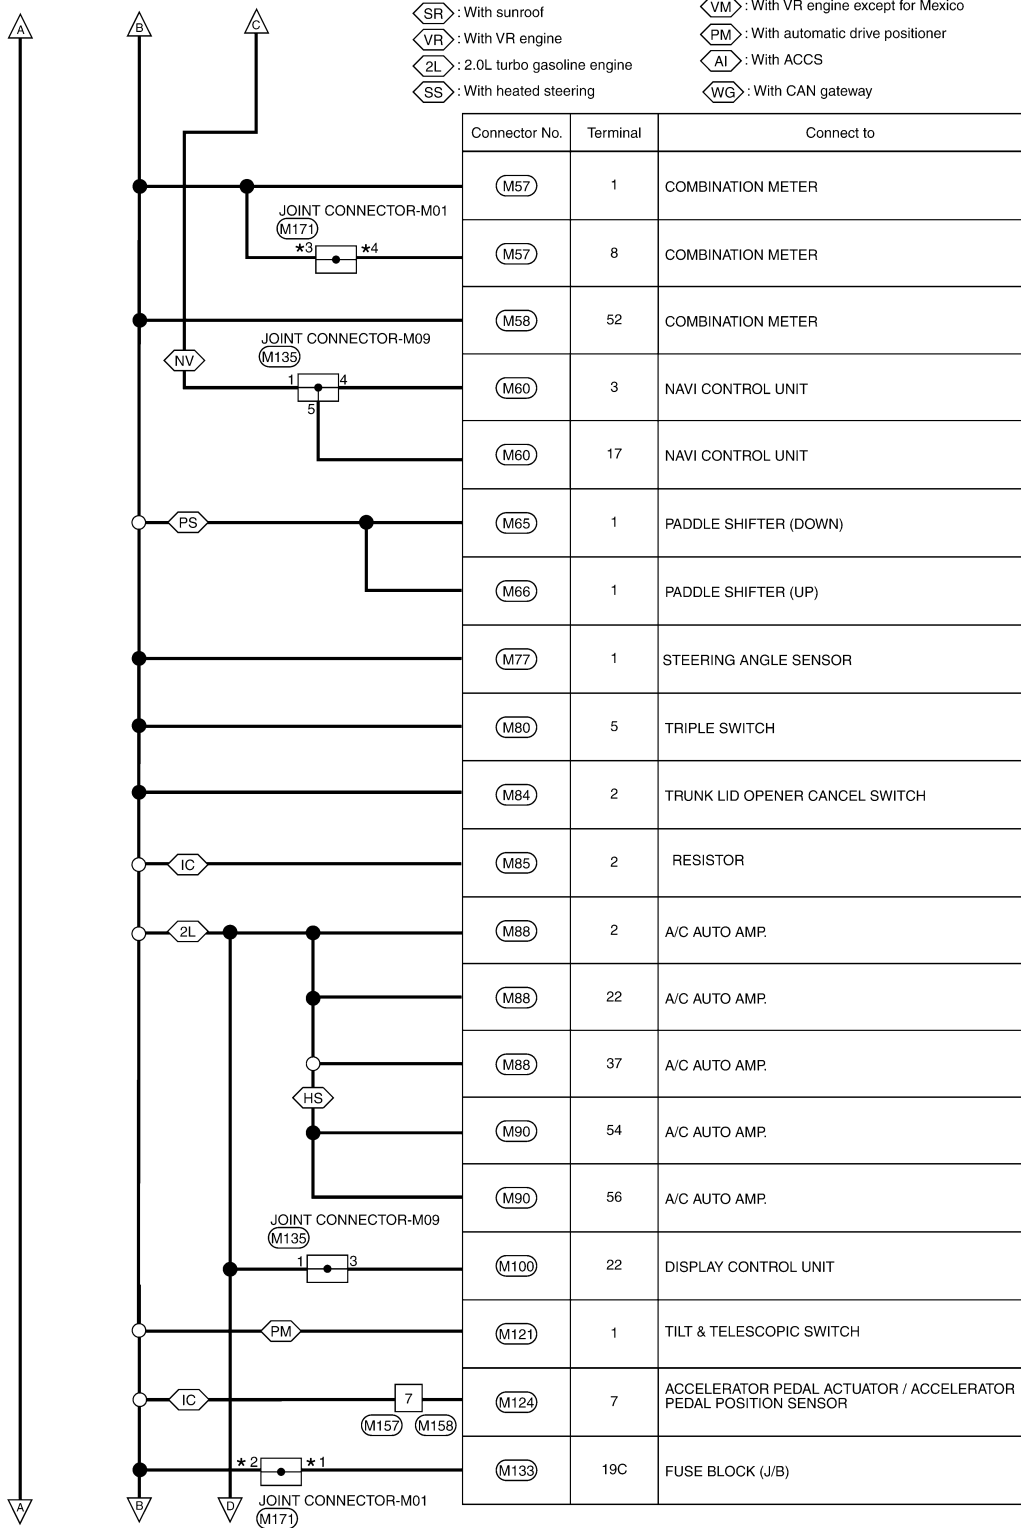 A
B
C
SR : With sunroof
VR : With VR engine
2L : 2.0L turbo gasoline engine
SS : With heated steering
VM : With VR engine except for Mexico
PM : With automatic drive positioner
AI : With ACCS
WG : With CAN gateway
Connector No. Terminal Connect to
M57 1 COMBINATION METER
JOINT CONNECTOR-M01
M171
*3 *4
M57 8 COMBINATION METER
M58 52 COMBINATION METER
JOINT CONNECTOR-M09
M135
NV
1 4
5
M60 3 NAVI CONTROL UNIT
M60 17 NAVI CONTROL UNIT
PS
M65 1 PADDLE SHIFTER (DOWN)
M66 1 PADDLE SHIFTER (UP)
M77 1 STEERING ANGLE SENSOR
M80 5 TRIPLE SWITCH
M84 2 TRUNK LID OPENER CANCEL SWITCH
IC
M85 2 RESISTOR
2L
M88 2 A/C AUTO AMP.
M88 22 A/C AUTO AMP.
M88 37 A/C AUTO AMP.
HS
M90 54 A/C AUTO AMP.
M90 56 A/C AUTO AMP.
JOINT CONNECTOR-M09
M135
1 3
M100 22 DISPLAY CONTROL UNIT
PM
M121 1 TILT & TELESCOPIC SWITCH
IC
7
M157 M158
M124 7 ACCELERATOR PEDAL ACTUATOR / ACCELERATOR
PEDAL POSITION SENSOR
*2 *1
M133 19C FUSE BLOCK (J/B)
JOINT CONNECTOR-M01
M171
A
B
D